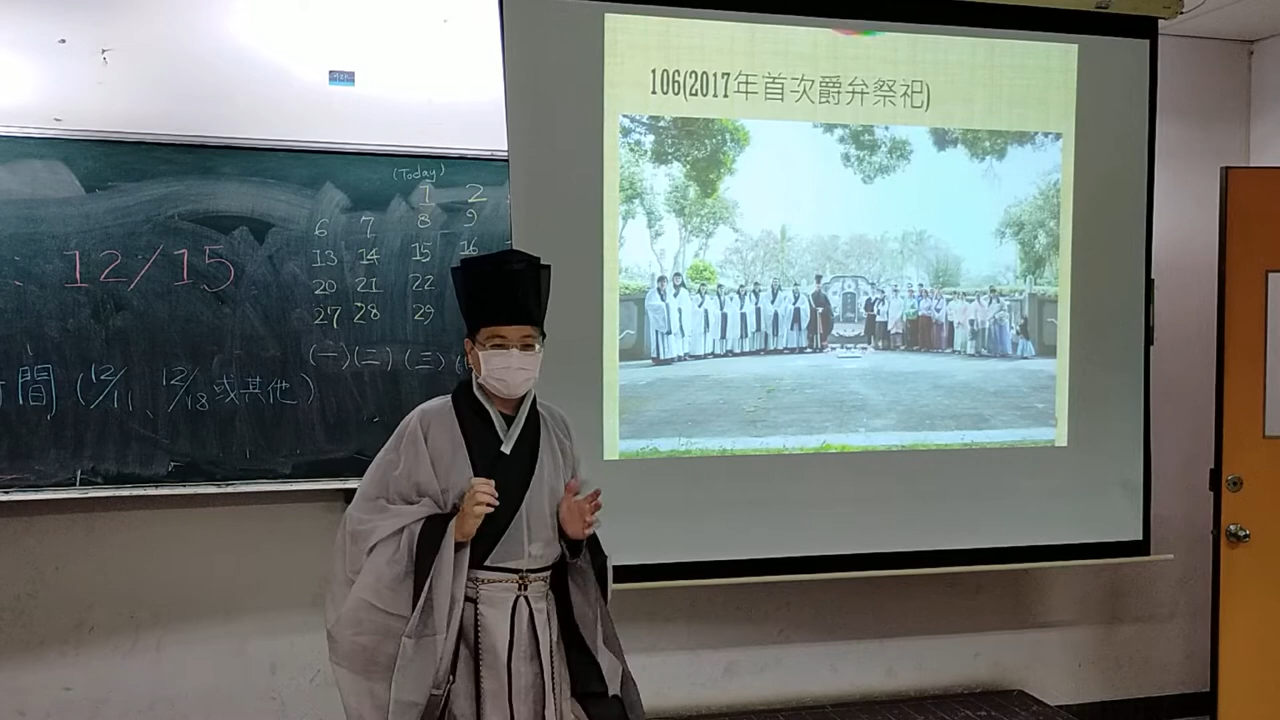 106(2017年首次爵弁祭祀)
(Today)
1 2
6 7 8 9
13 14 15 16
20 21 22
27 28 29
(一)(二)(三)(
12/15
間(12/11、12/18或其他)